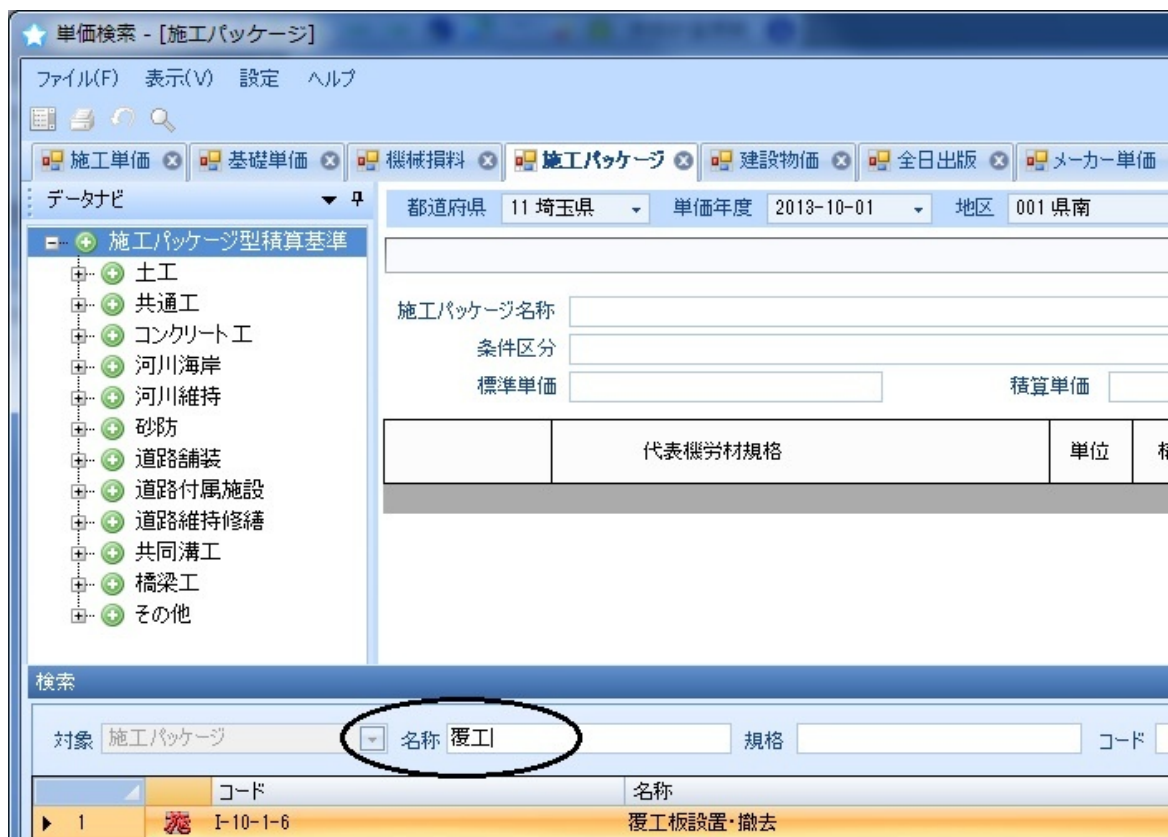 単価検索 - [施工パッケージ]
ファイル(F) 表示(V) 設定 ヘルプ
施工単価 基礎単価 機械損料 施工パッケージ 建設物価 全日出版 メーカー単価
データナビ
都道府県 11 埼玉県 単価年度 2013-10-01 地区 001 県南
施工パッケージ型積算基準
土工
共通工
コンクリート工
河川海岸
河川維持
砂防
道路舗装
道路付属施設
道路維持修繕
共同溝工
橋梁工
その他
施工パッケージ名称
条件区分
標準単価 積算単価
代表機労材規格 単位
検索
対象 施工パッケージ 名称 覆工 規格 コード
コード 名称
1 施 I-10-1-6 覆工板設置・撤去